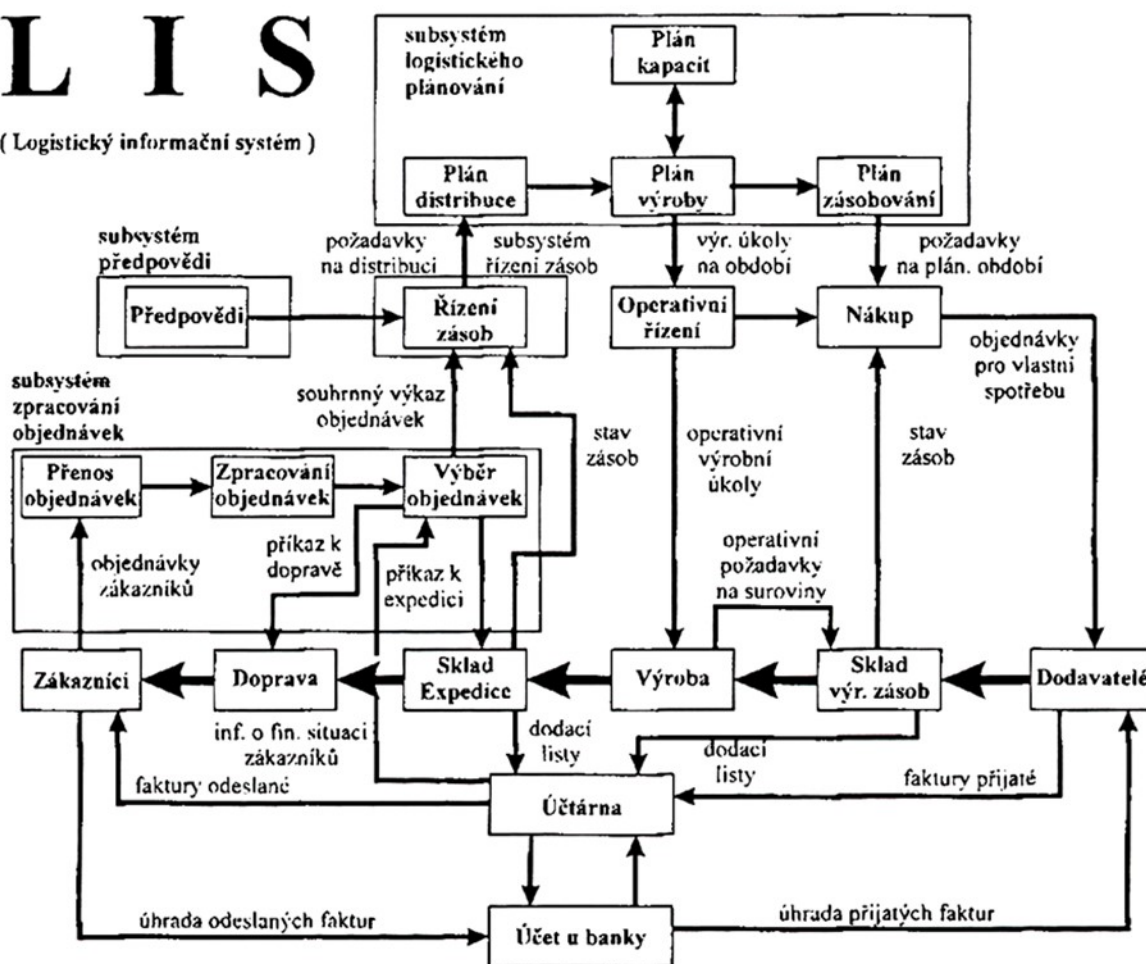 L I S
( Logistický informační systém )
subsystém
logistického
plánování
Plán
kapacit
Plán
distribuce
Plán
výroby
Plán
zásobování
subsystém
předpovědi
požadavky
na distribuci
subsystém
řízení zásob
výr. úkoly
na období
požadavky
na plán. období
Předpovědi
Řízení
zásob
Operativní
řízení
Nákup
objednávky
pro vlastní
spotřebu
subsystém
zpracování
objednávek
souhrnný výkaz
objednávek
stav
zásob
operativní
výrobní
úkoly
stav
zásob
Přenos
objednávek
Zpracování
objednávek
Výběr
objednávek
objednávky
zákazníků
příkaz k
dopravě
příkaz k
expedici
operativní
požadavky
na suroviny
Zákazníci
Doprava
Sklad
Expedice
Výroba
Sklad
výr. zásob
Dodavatelé
inf. o fin. situaci
zákazníků
dodací
listy
dodací
listy
faktury odeslané
faktury přijaté
Účtárna
úhrada odeslaných faktur
úhrada přijatých faktur
Účet u banky